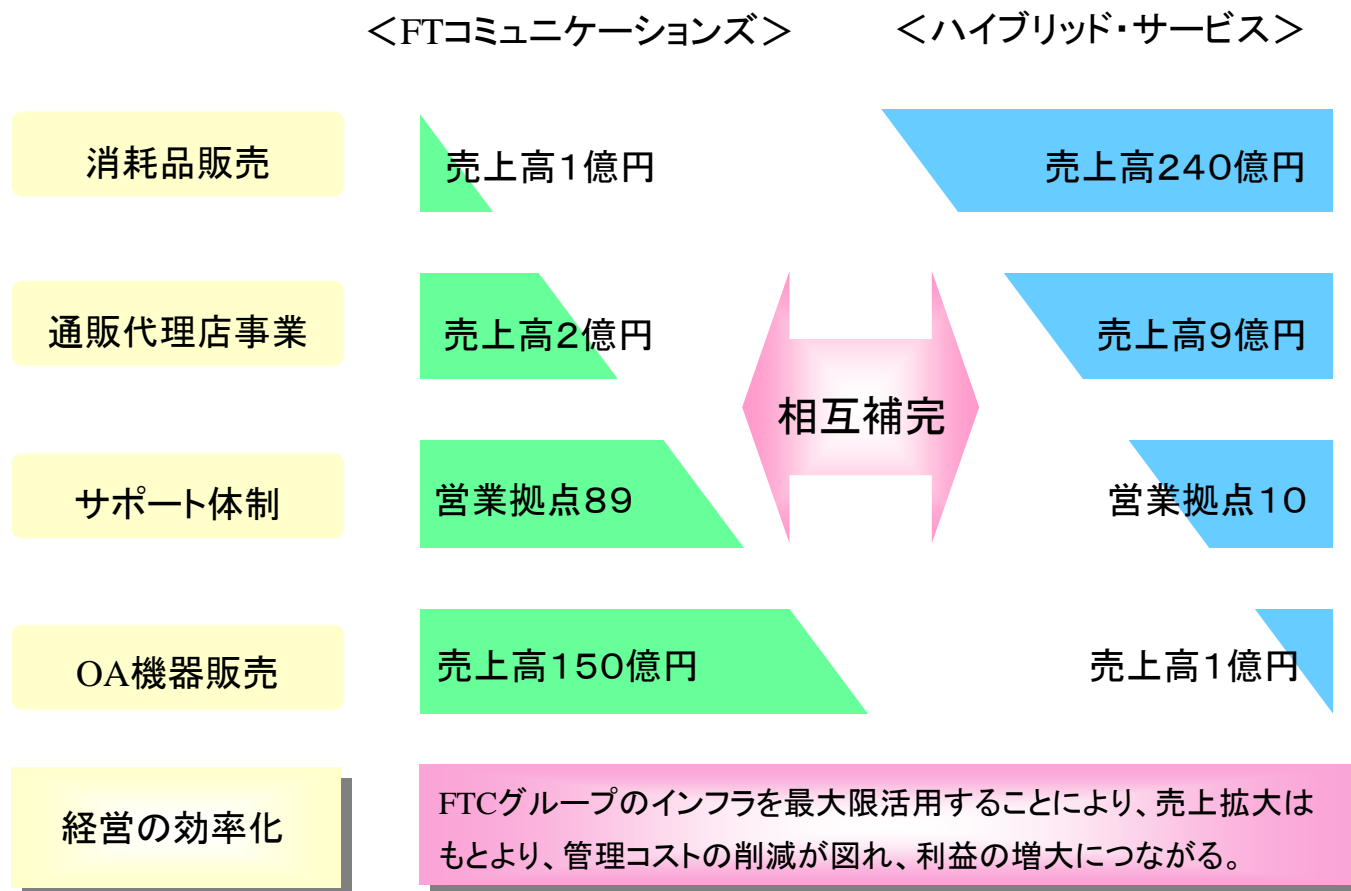 ＜FTコミュニケーションズ＞
＜ハイブリッド・サービス＞
消耗品販売
売上高１億円
売上高２４０億円
通販代理店事業
売上高２億円
売上高９億円
相互補完
サポート体制
営業拠点８９
営業拠点１０
OA機器販売
売上高１５０億円
売上高１億円
経営の効率化
FTCグループのインフラを最大限活用することにより、売上拡大は
もとより、管理コストの削減が図れ、利益の増大につながる。